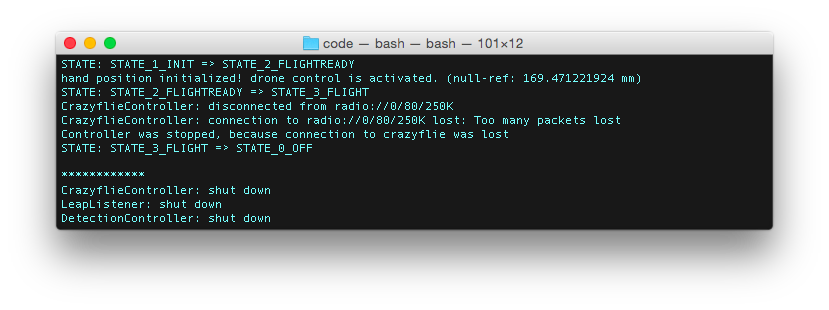 code — bash — bash — 101×12
STATE: STATE_1_INIT => STATE_2_FLIGHTREADY
hand position initialized! drone control is activated. (null-ref: 169.471221924 mm)
STATE: STATE_2_FLIGHTREADY => STATE_3_FLIGHT
CrazyflieController: disconnected from radio://0/80/250K
CrazyflieController: connection to radio://0/80/250K lost: Too many packets lost
Controller was stopped, because connection to crazyflie was lost
STATE: STATE_3_FLIGHT => STATE_0_OFF
************
CrazyflieController: shut down
LeapListener: shut down
DetectionController: shut down